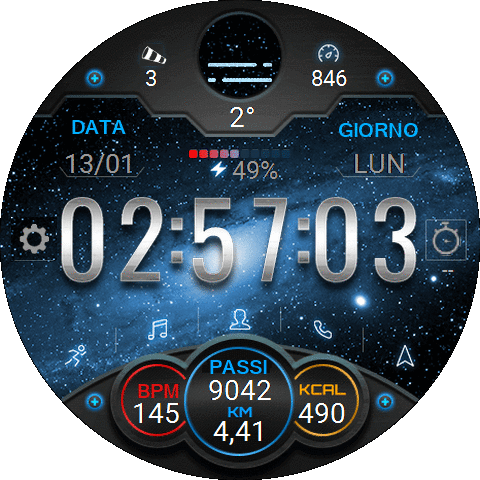 3
846
2°
DATA
GIORNO
13/01
49%
LUN
02:57:03
--
PASSI
BPM
9042
KCAL
145
KM
490
4,41